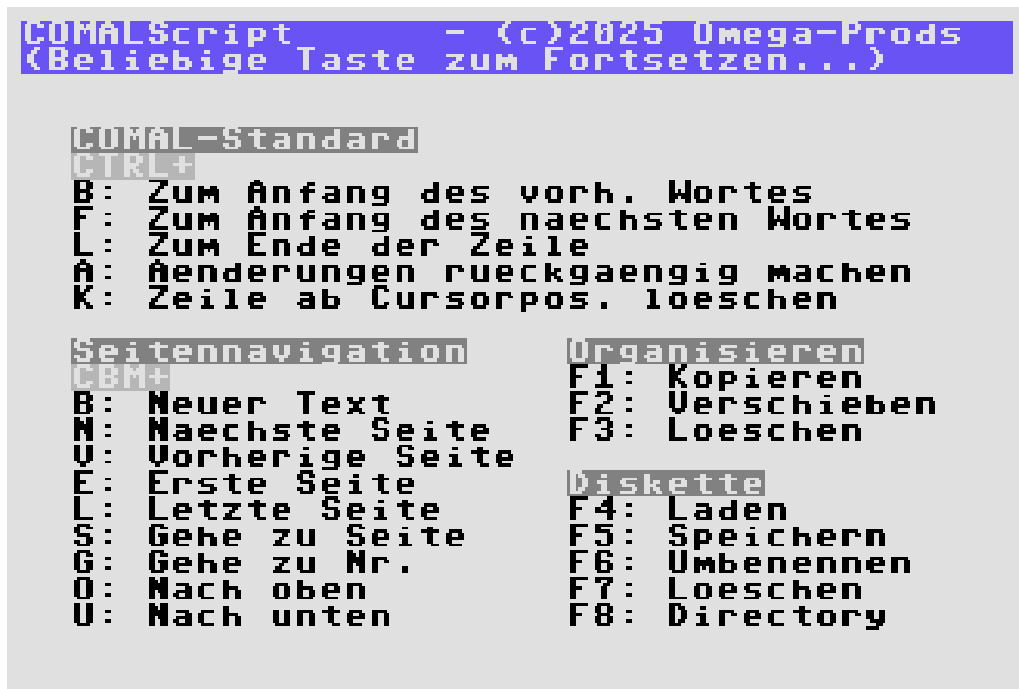 COMALScript - (c)2025 Omega-Prods
(Beliebige Taste zum Fortsetzen...)
COMAL-Standard
CTRL+
B: Zum Anfang des vorh. Wortes
F: Zum Anfang des naechsten Wortes
L: Zum Ende der Zeile
A: Aenderungen rueckgaengig machen
K: Zeile ab Cursorpos. loeschen
Seitennavigation
CBM+
B: Neuer Text
N: Naechste Seite
V: Vorherige Seite
E: Erste Seite
L: Letzte Seite
S: Gehe zu Seite
G: Gehe zu Nr.
O: Nach oben
U: Nach unten
Organisieren
F1: Kopieren
F2: Verschieben
F3: Loeschen
Diskette
F4: Laden
F5: Speichern
F6: Umbenennen
F7: Loeschen
F8: Directory